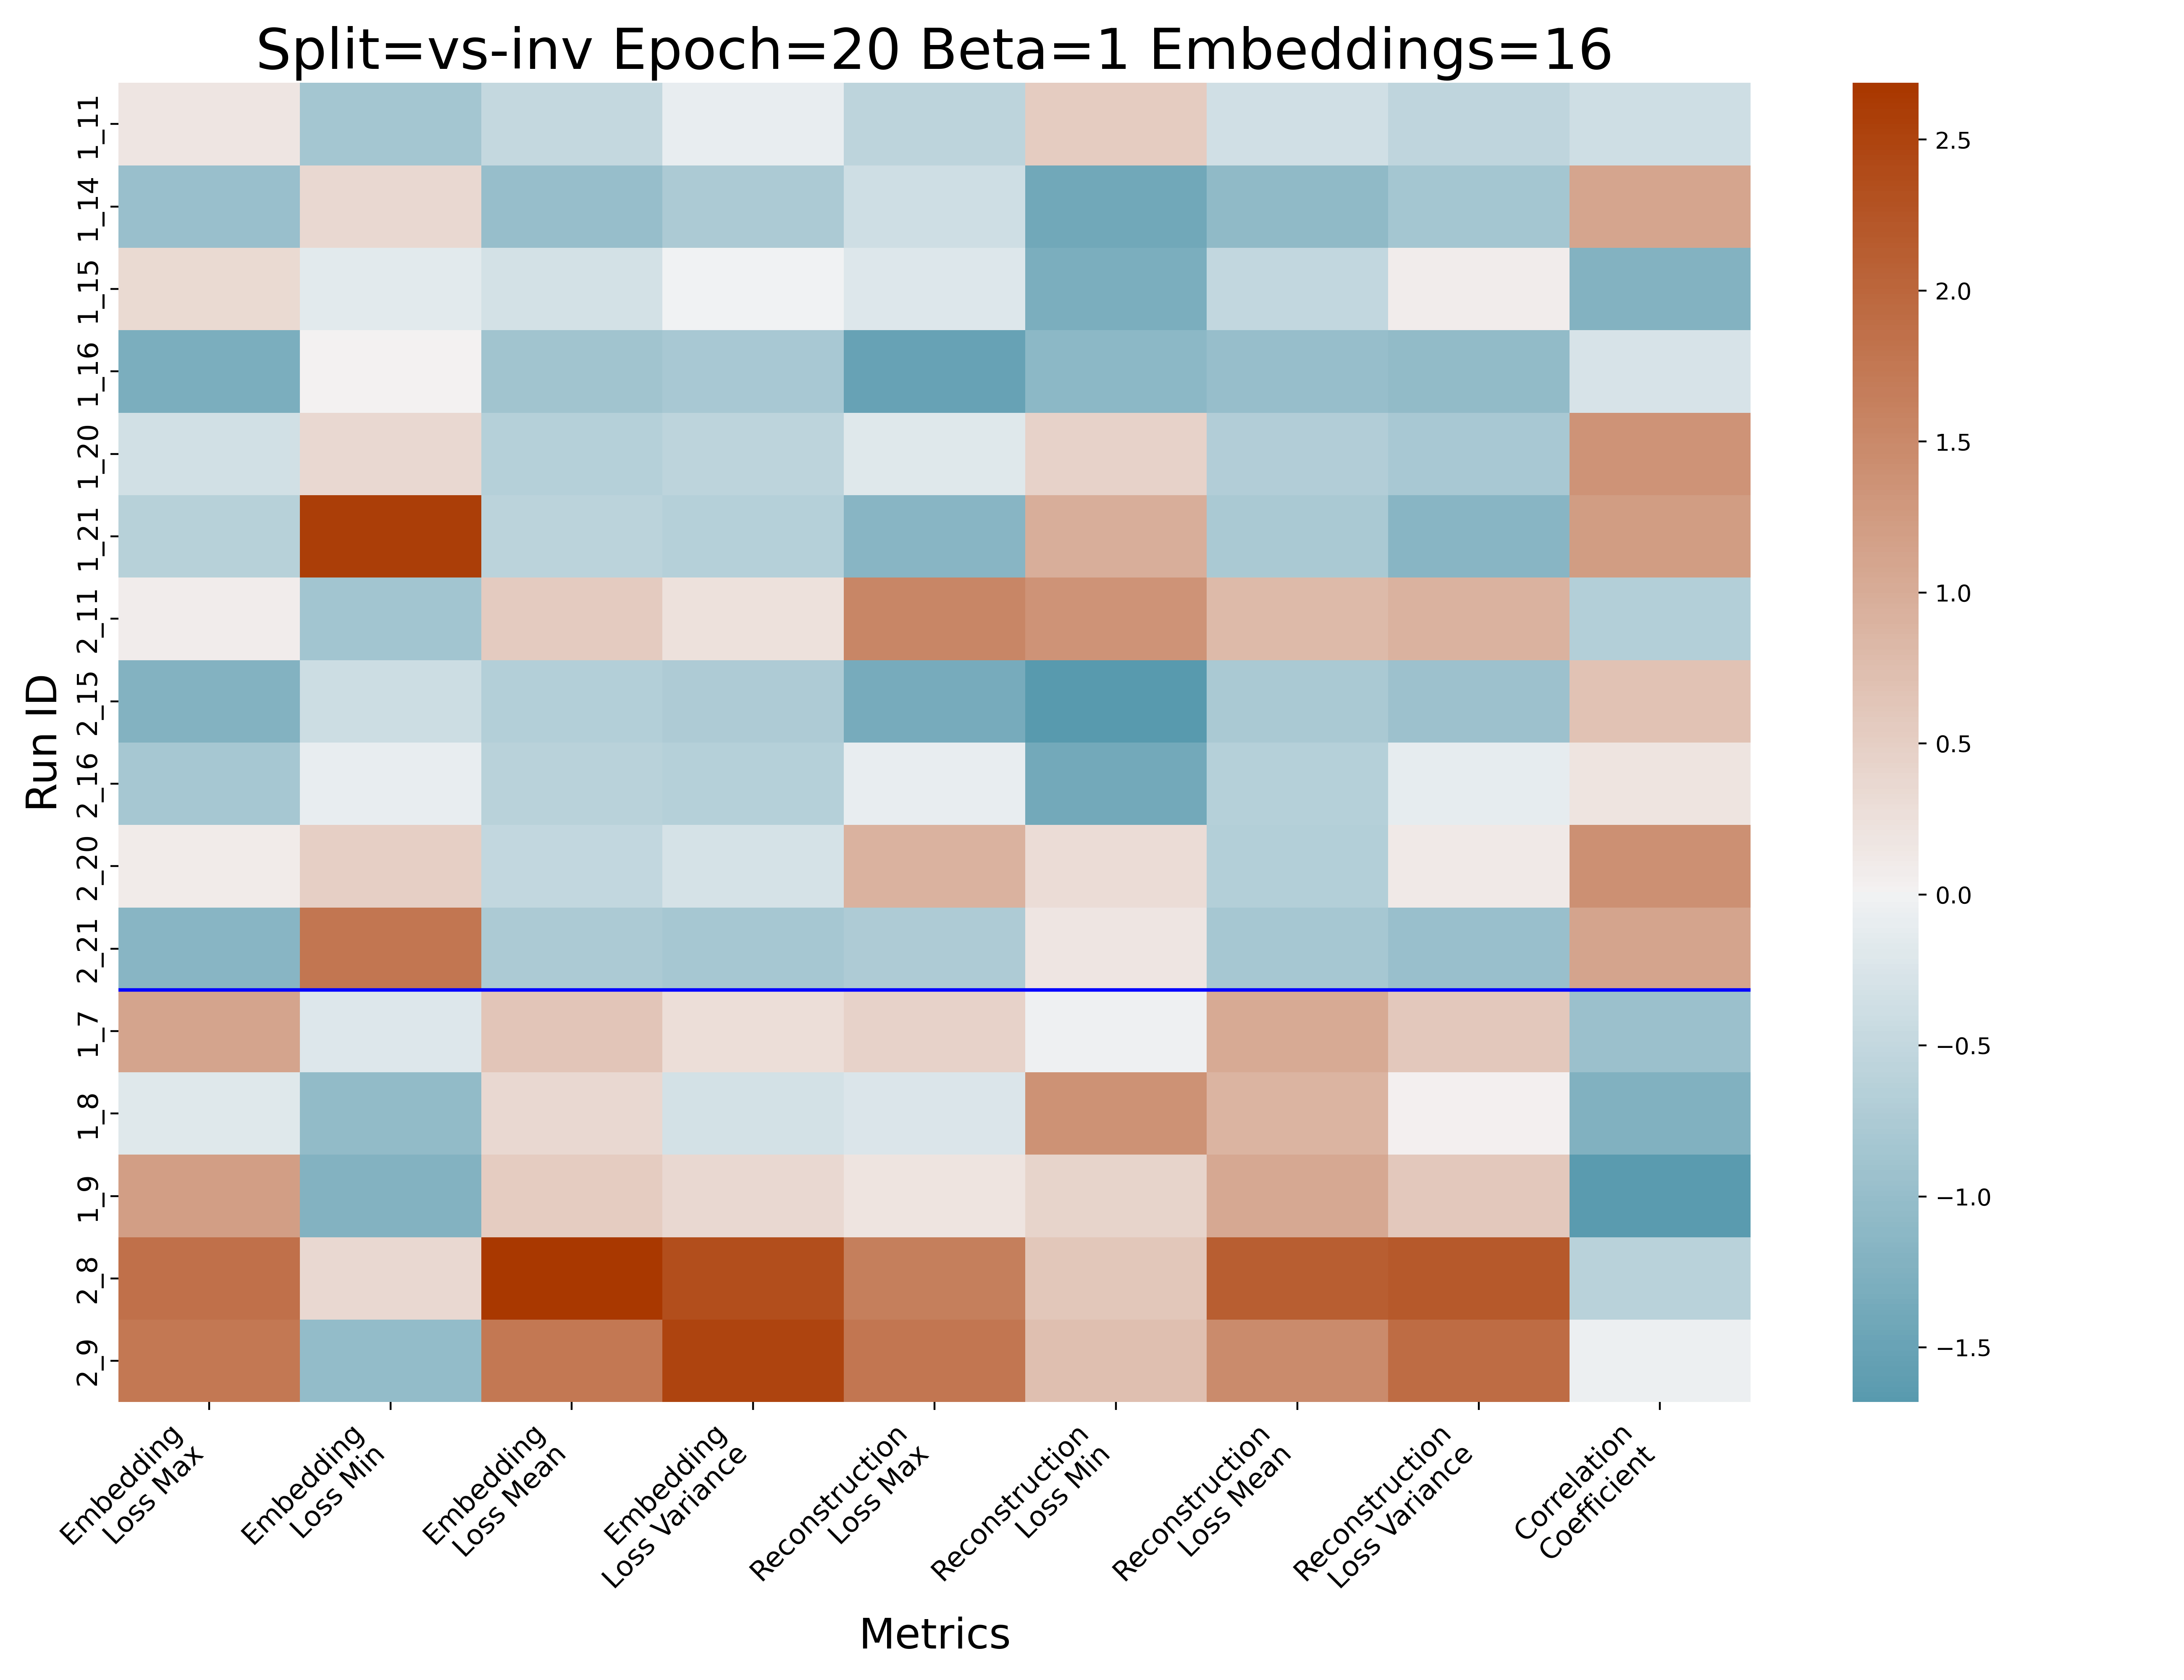 Split=vs-inv Epoch=20 Beta=1 Embeddings=16
Run ID
1_11
1_14
1_15
1_16
1_20
1_21
2_11
2_15
2_16
2_20
2_21
1_7
1_8
1_9
2_8
2_9
Embedding
Loss Max
Embedding
Loss Min
Embedding
Loss Mean
Embedding
Loss Variance
Reconstruction
Loss Max
Reconstruction
Loss Min
Reconstruction
Loss Mean
Reconstruction
Loss Variance
Correlation
Coefficient
Metrics
2.5
2.0
1.5
1.0
0.5
0.0
−0.5
−1.0
−1.5